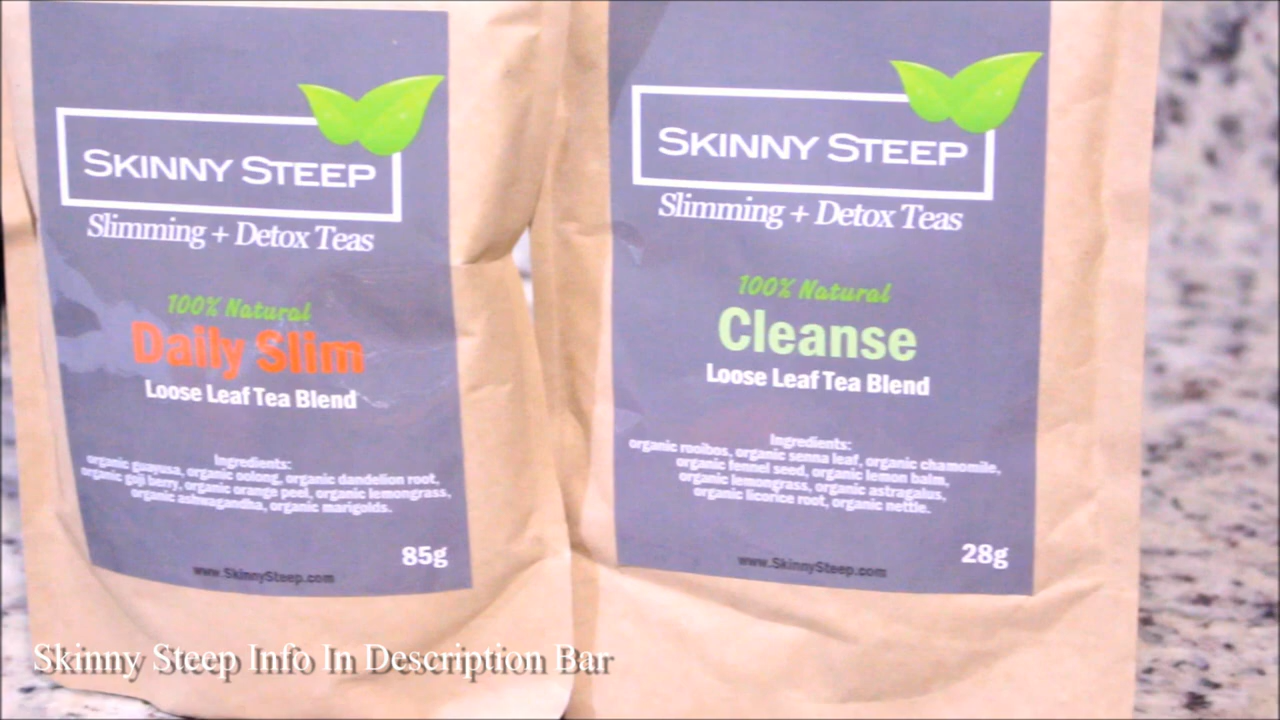 SKINNY STEEP
Slimming + Detox Teas
100% Natural
Daily Slim
Loose Leaf Tea Blend
Ingredients:
organic guayusa, organic oolong, organic dandelion root,
organic goji berry, organic orange peel, organic lemongrass,
organic ashwagandha, organic marigolds.
85g
www.SkinnySteep.com
SKINNY STEEP
Slimming + Detox Teas
100% Natural
Cleanse
Loose Leaf Tea Blend
Ingredients:
organic rooibos, organic senna leaf, organic chamomile,
organic fennel seed, organic lemon balm,
organic lemongrass, organic astragalus,
organic licorice root, organic nettle.
28g
www.SkinnySteep.com
Skinny Steep Info In Description Bar